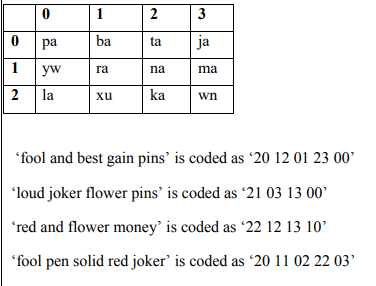 0 1 2 3
0 pa ba ta ja
1 yw ra na ma
2 la xu ka wn
‘fool and best gain pins’ is coded as ‘20 12 01 23 00’
‘loud joker flower pins’ is coded as ‘21 03 13 00’
‘red and flower money’ is coded as ‘22 12 13 10’
‘fool pen solid red joker’ is coded as ‘20 11 02 22 03’